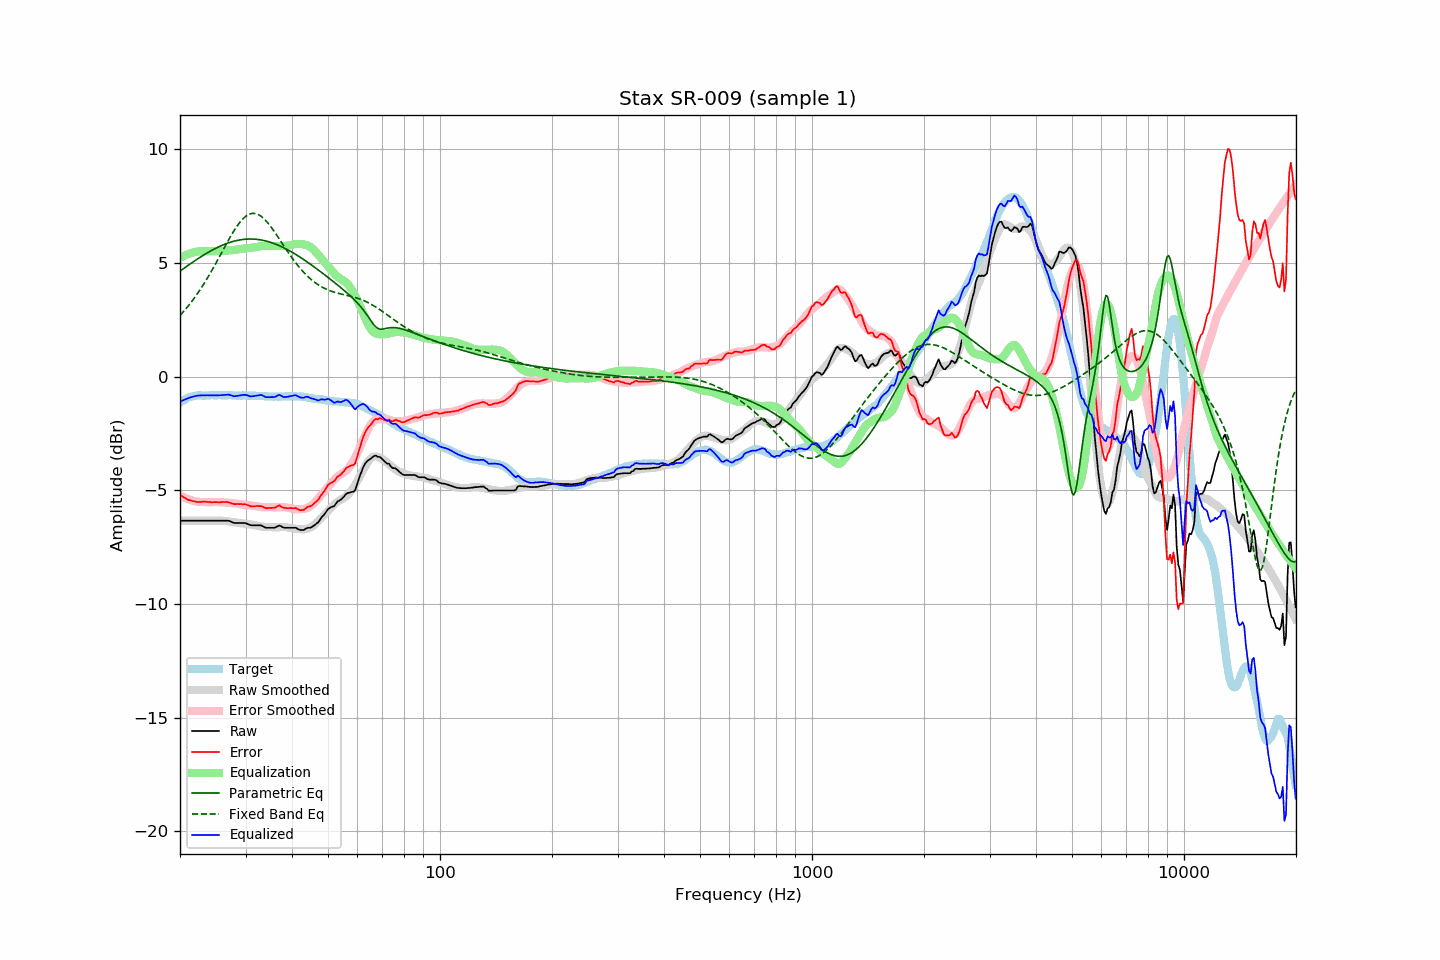 Stax SR-009 (sample 1)
Amplitude (dBr)
10
5
0
−5
−10
−15
−20
Target
Raw Smoothed
Error Smoothed
Raw
Error
Equalization
Parametric Eq
Fixed Band Eq
Equalized
100
1000
10000
Frequency (Hz)